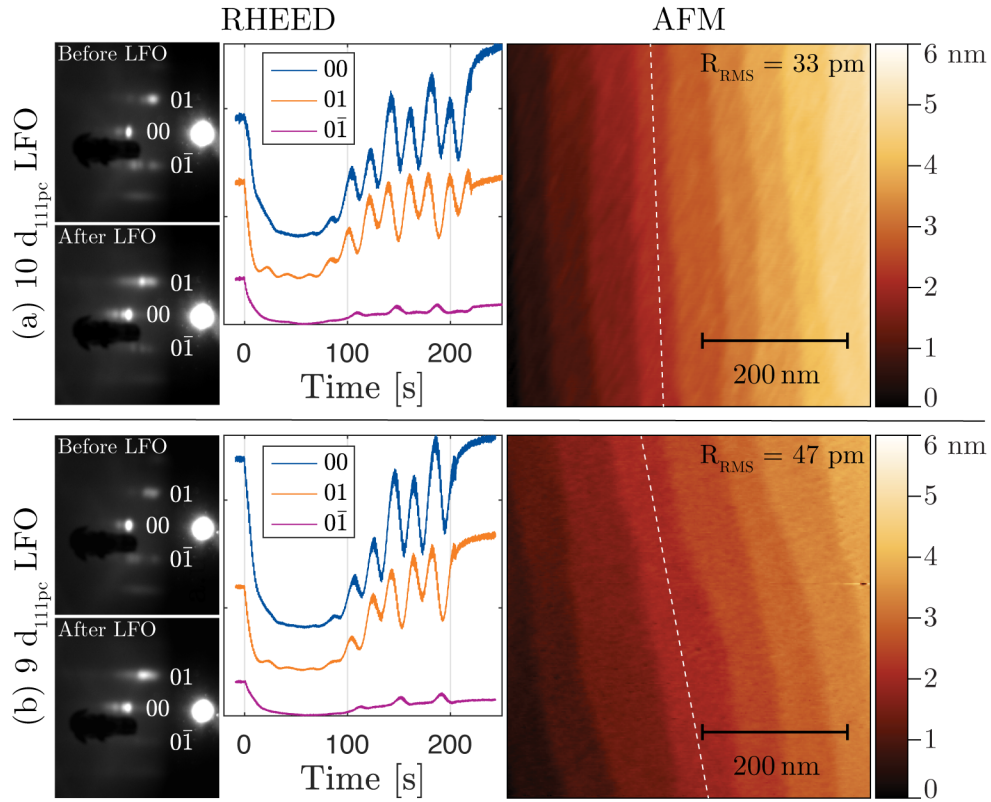 RHEED
AFM
(a) 10 d111pc LFO
Before LFO
01
00
01̄
After LFO
01
00
01̄
00
01
01̄
0
100
200
Time [s]
RRMS = 33 pm
200 nm
6 nm
5
4
3
2
1
0
(b) 9 d111pc LFO
Before LFO
01
00
01̄
After LFO
01
00
01̄
00
01
01̄
0
100
200
Time [s]
RRMS = 47 pm
200 nm
6 nm
5
4
3
2
1
0